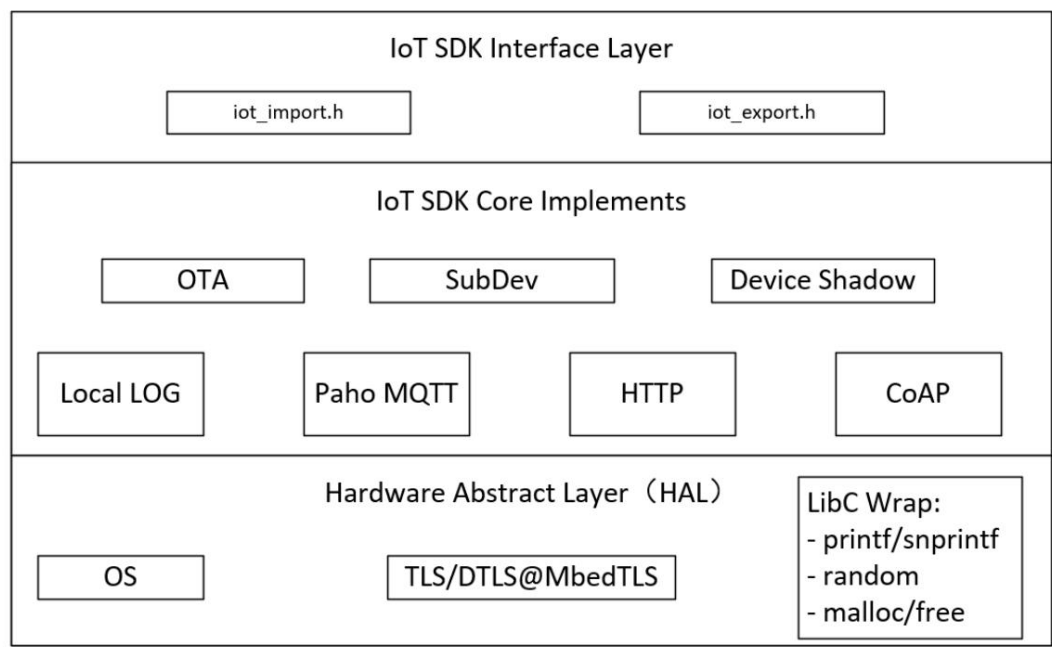 IoT SDK Interface Layer
iot_import.h
iot_export.h
IoT SDK Core Implements
OTA
SubDev
Device Shadow
Local LOG
Paho MQTT
HTTP
CoAP
Hardware Abstract Layer（HAL）
OS
TLS/DTLS@MbedTLS
LibC Wrap:
- printf/snprintf
- random
- malloc/free